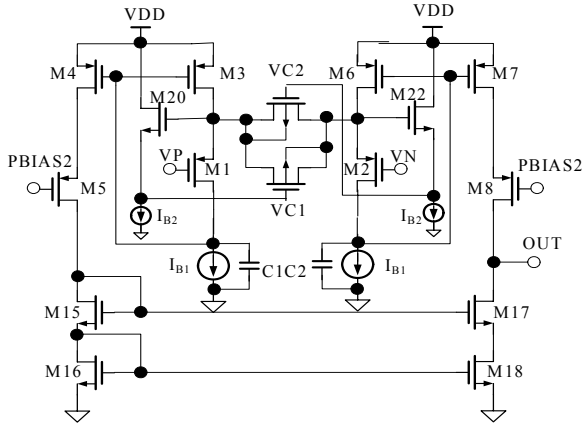 VDD VDD
M4 M3 VC2 M6 M7
M20 M22
PBIAS2 VP M1 M2 VN PBIAS2
M5 VC1 M8
IB2 IB2
OUT
IB1 C1C2 IB1
M15 M17
M16 M18